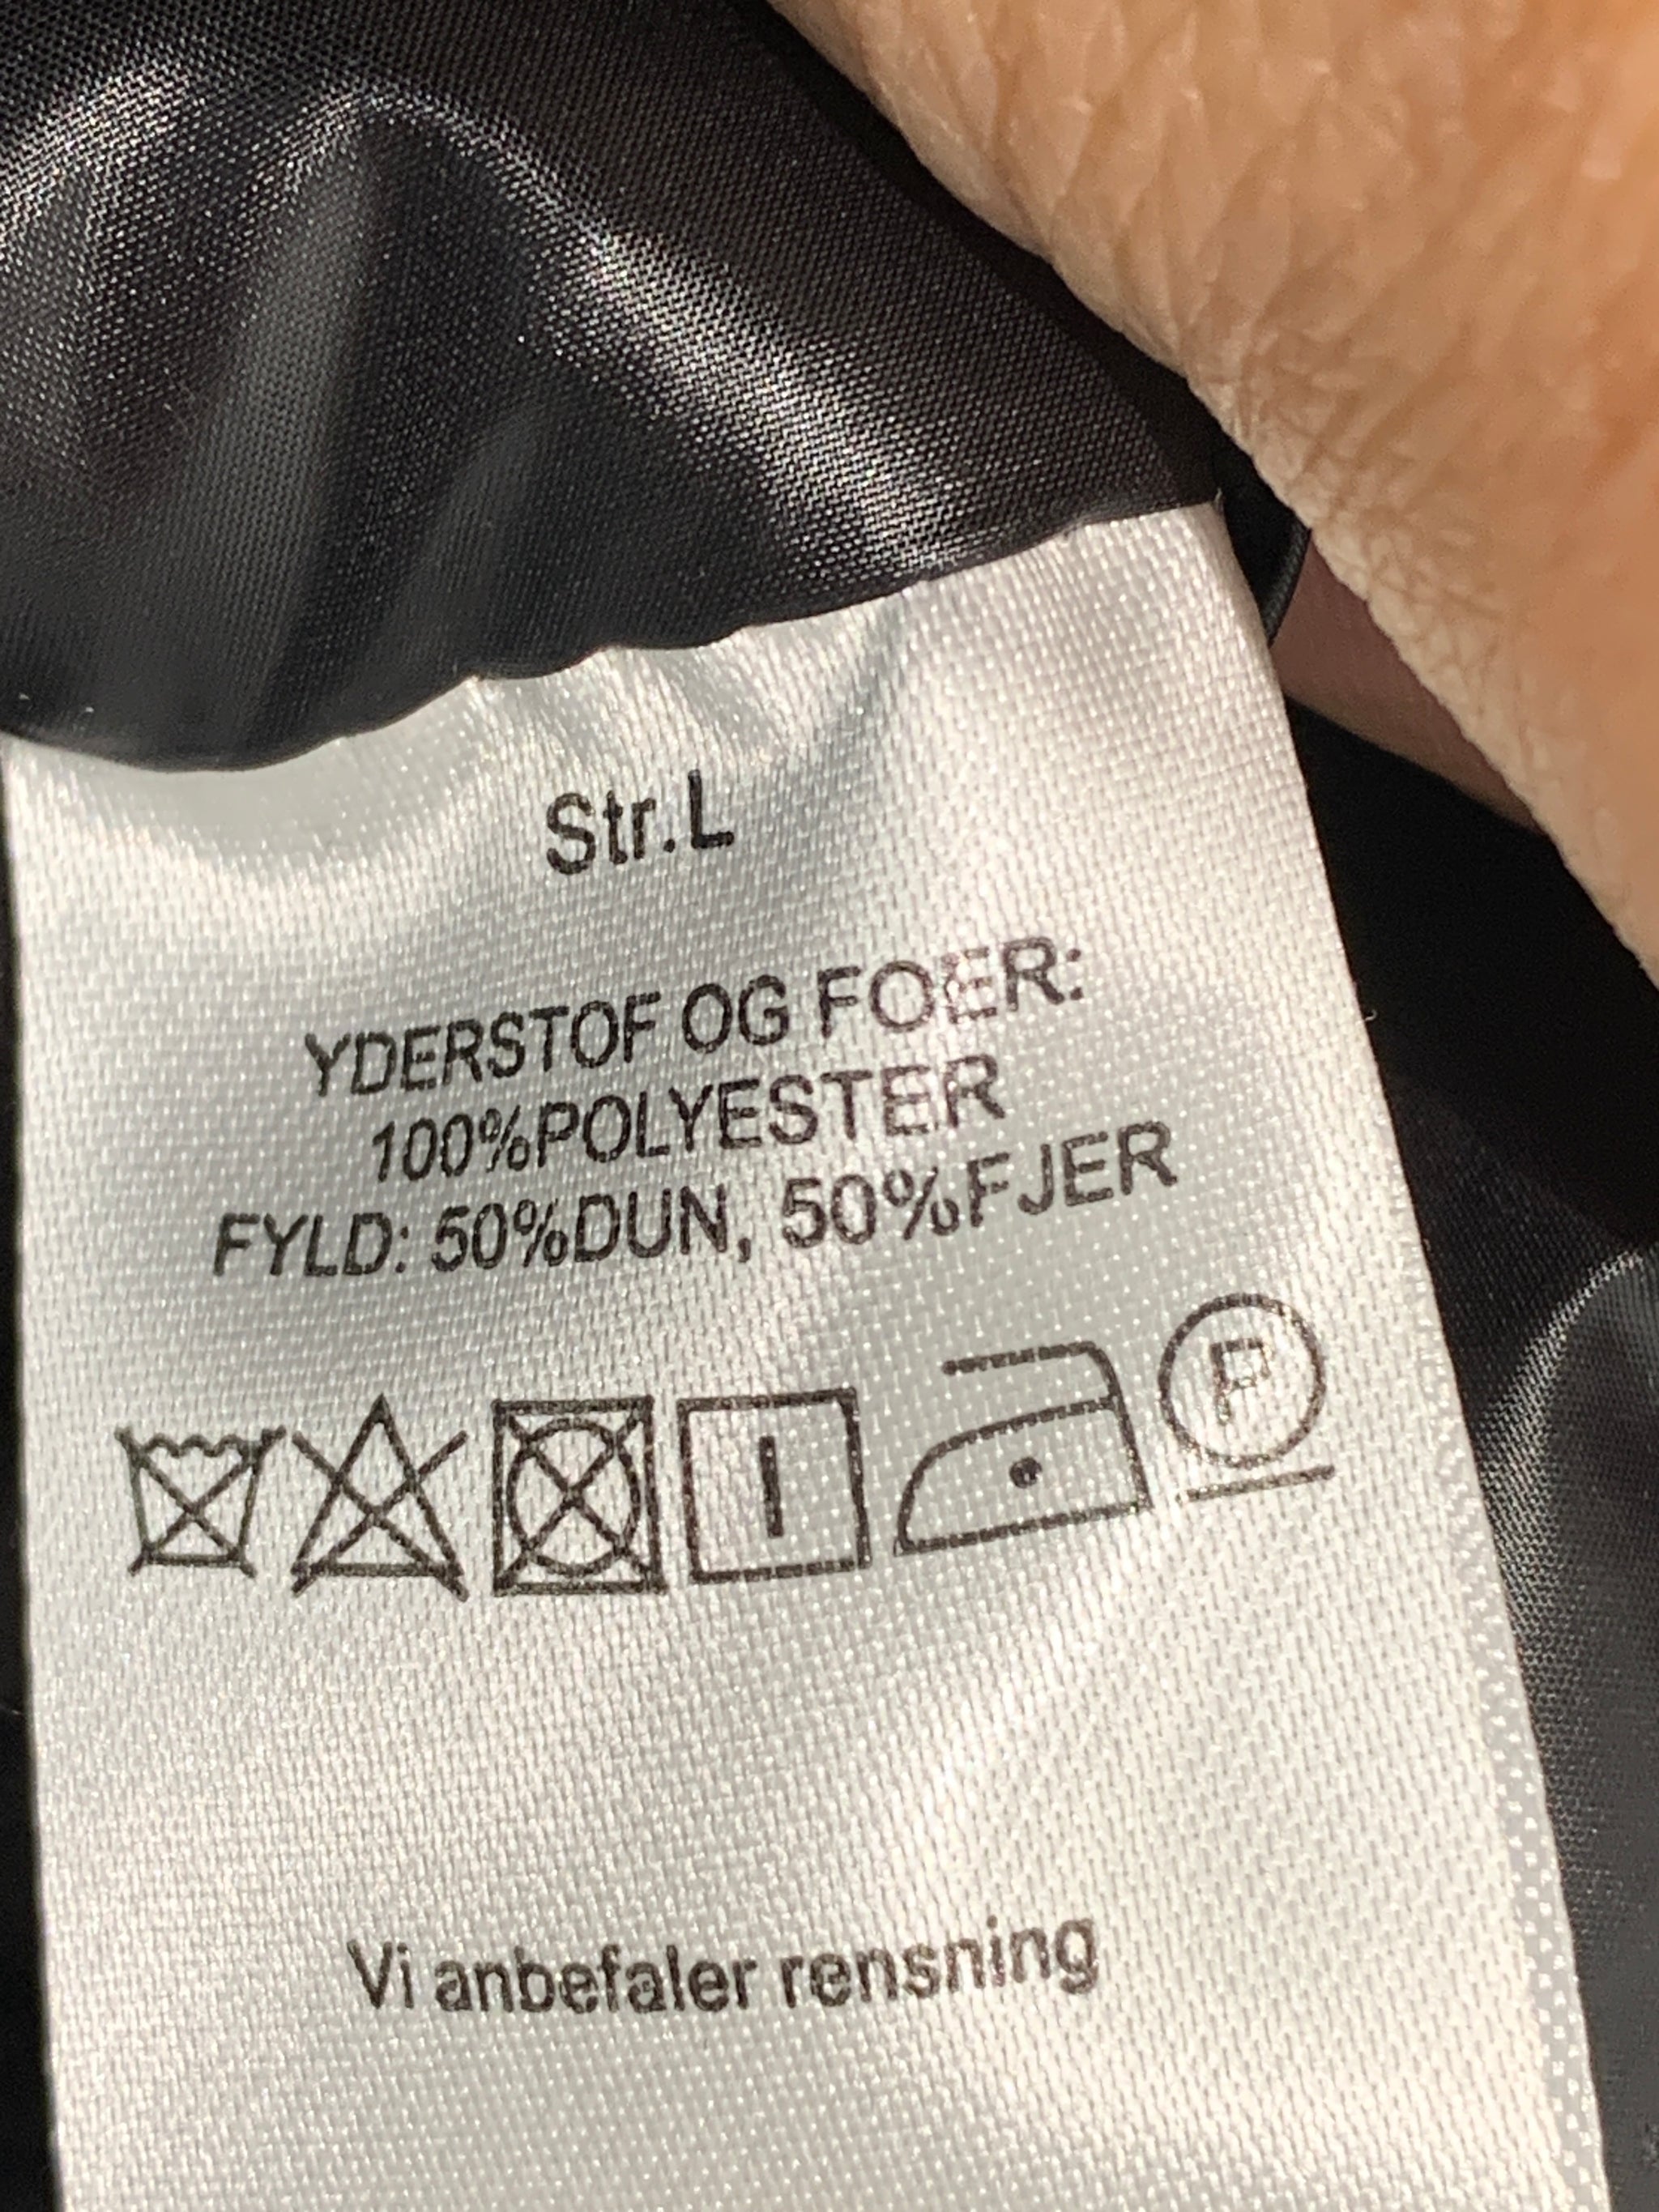 Str.L
YDERSTOF OG FOER:
100%POLYESTER
FYLD: 50%DUN, 50%FJER
P
Vi anbefaler rensning